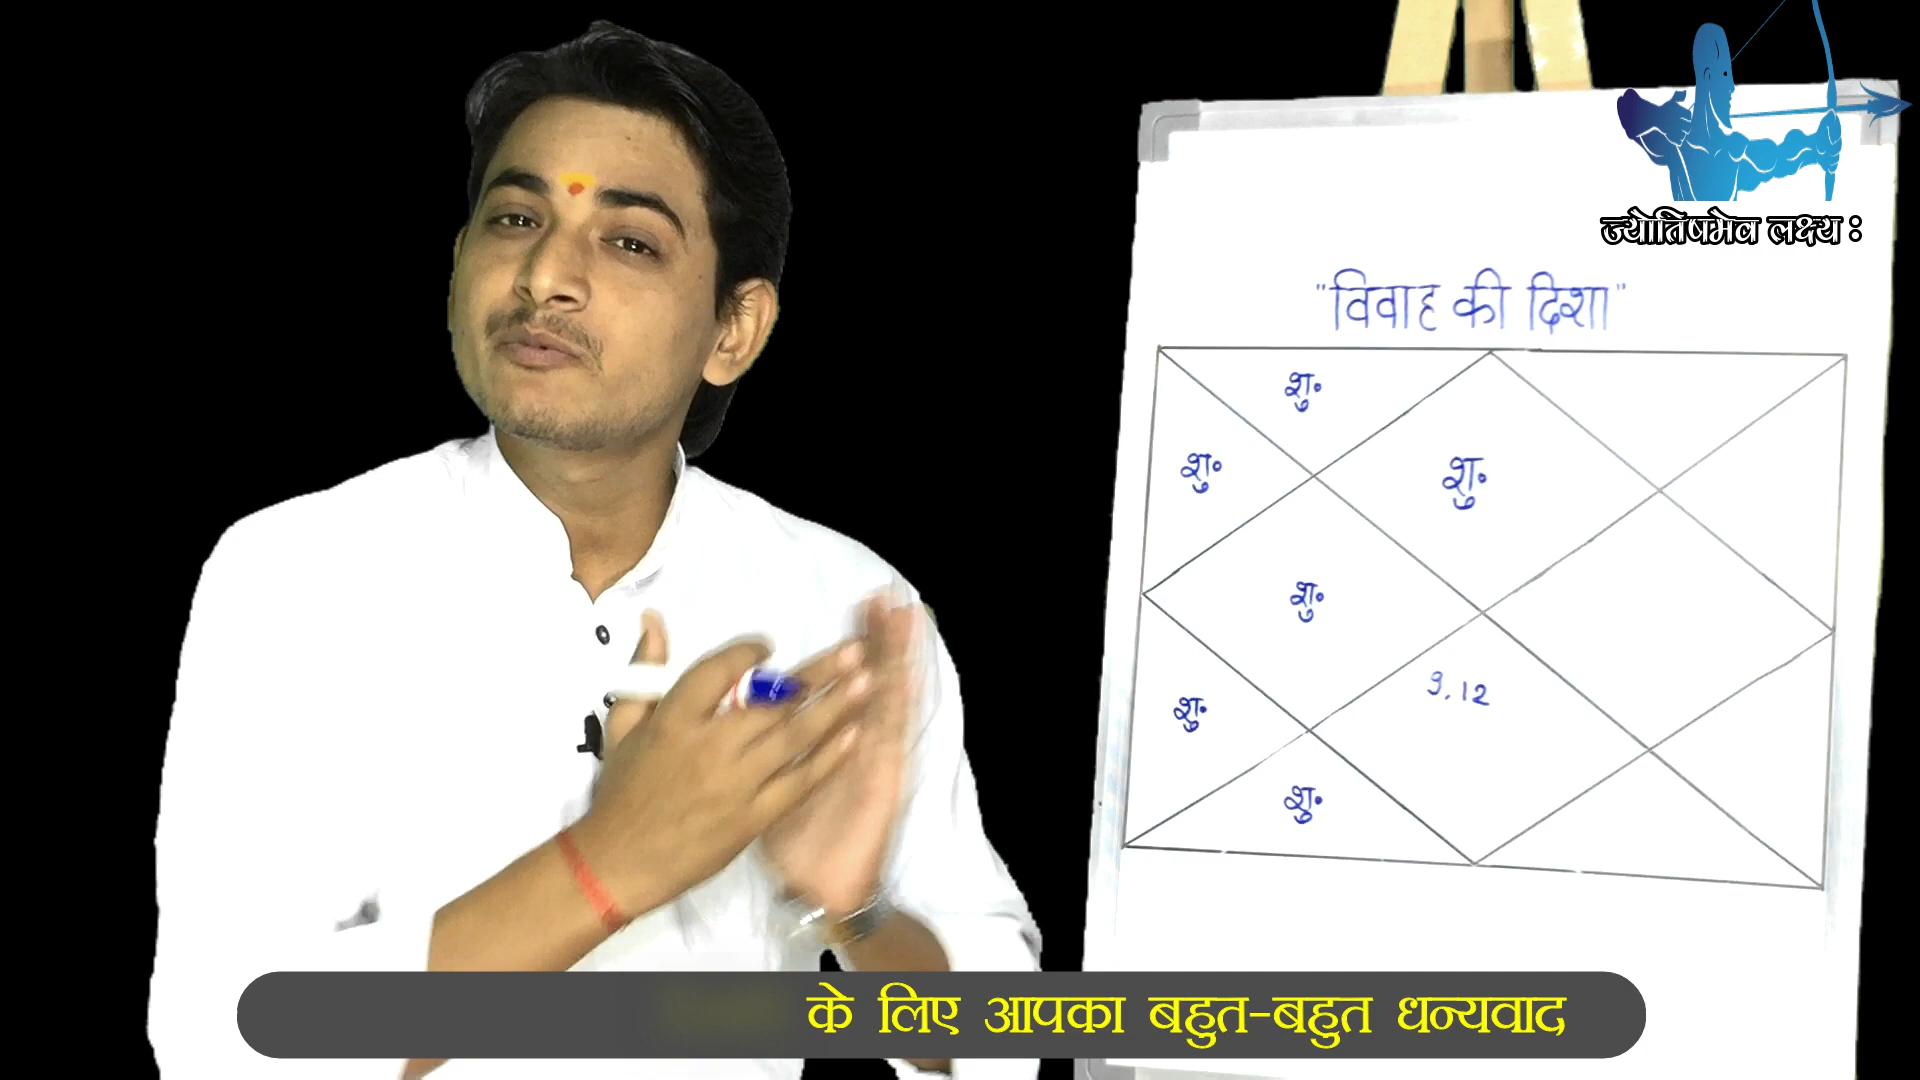 ज्योतिषमेव लक्ष्य :
"विवाह की दिशा"
शु॰
शु॰
शु॰
शु॰
9, 12
शु॰
शु॰
के लिए आपका बहुत-बहुत धन्यवाद